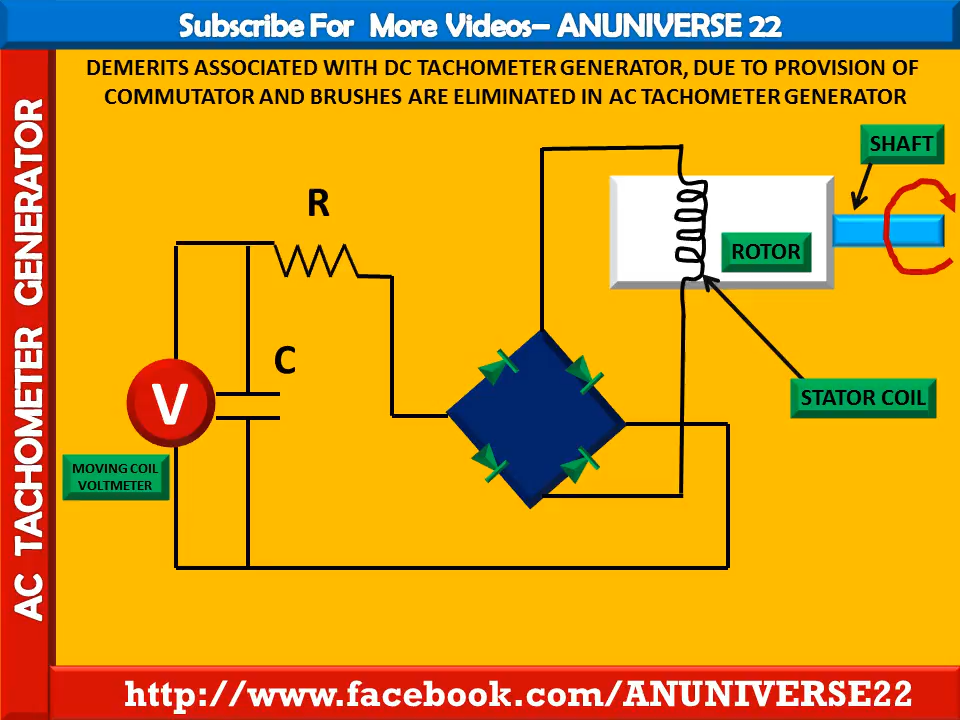 Subscribe For More Videos– ANUNIVERSE 22
DEMERITS ASSOCIATED WITH DC TACHOMETER GENERATOR, DUE TO PROVISION OF
COMMUTATOR AND BRUSHES ARE ELIMINATED IN AC TACHOMETER GENERATOR
AC TACHOMETER GENERATOR
SHAFT
R
ROTOR
C
V
STATOR COIL
MOVING COIL
VOLTMETER
http://www.facebook.com/ANUNIVERSE22